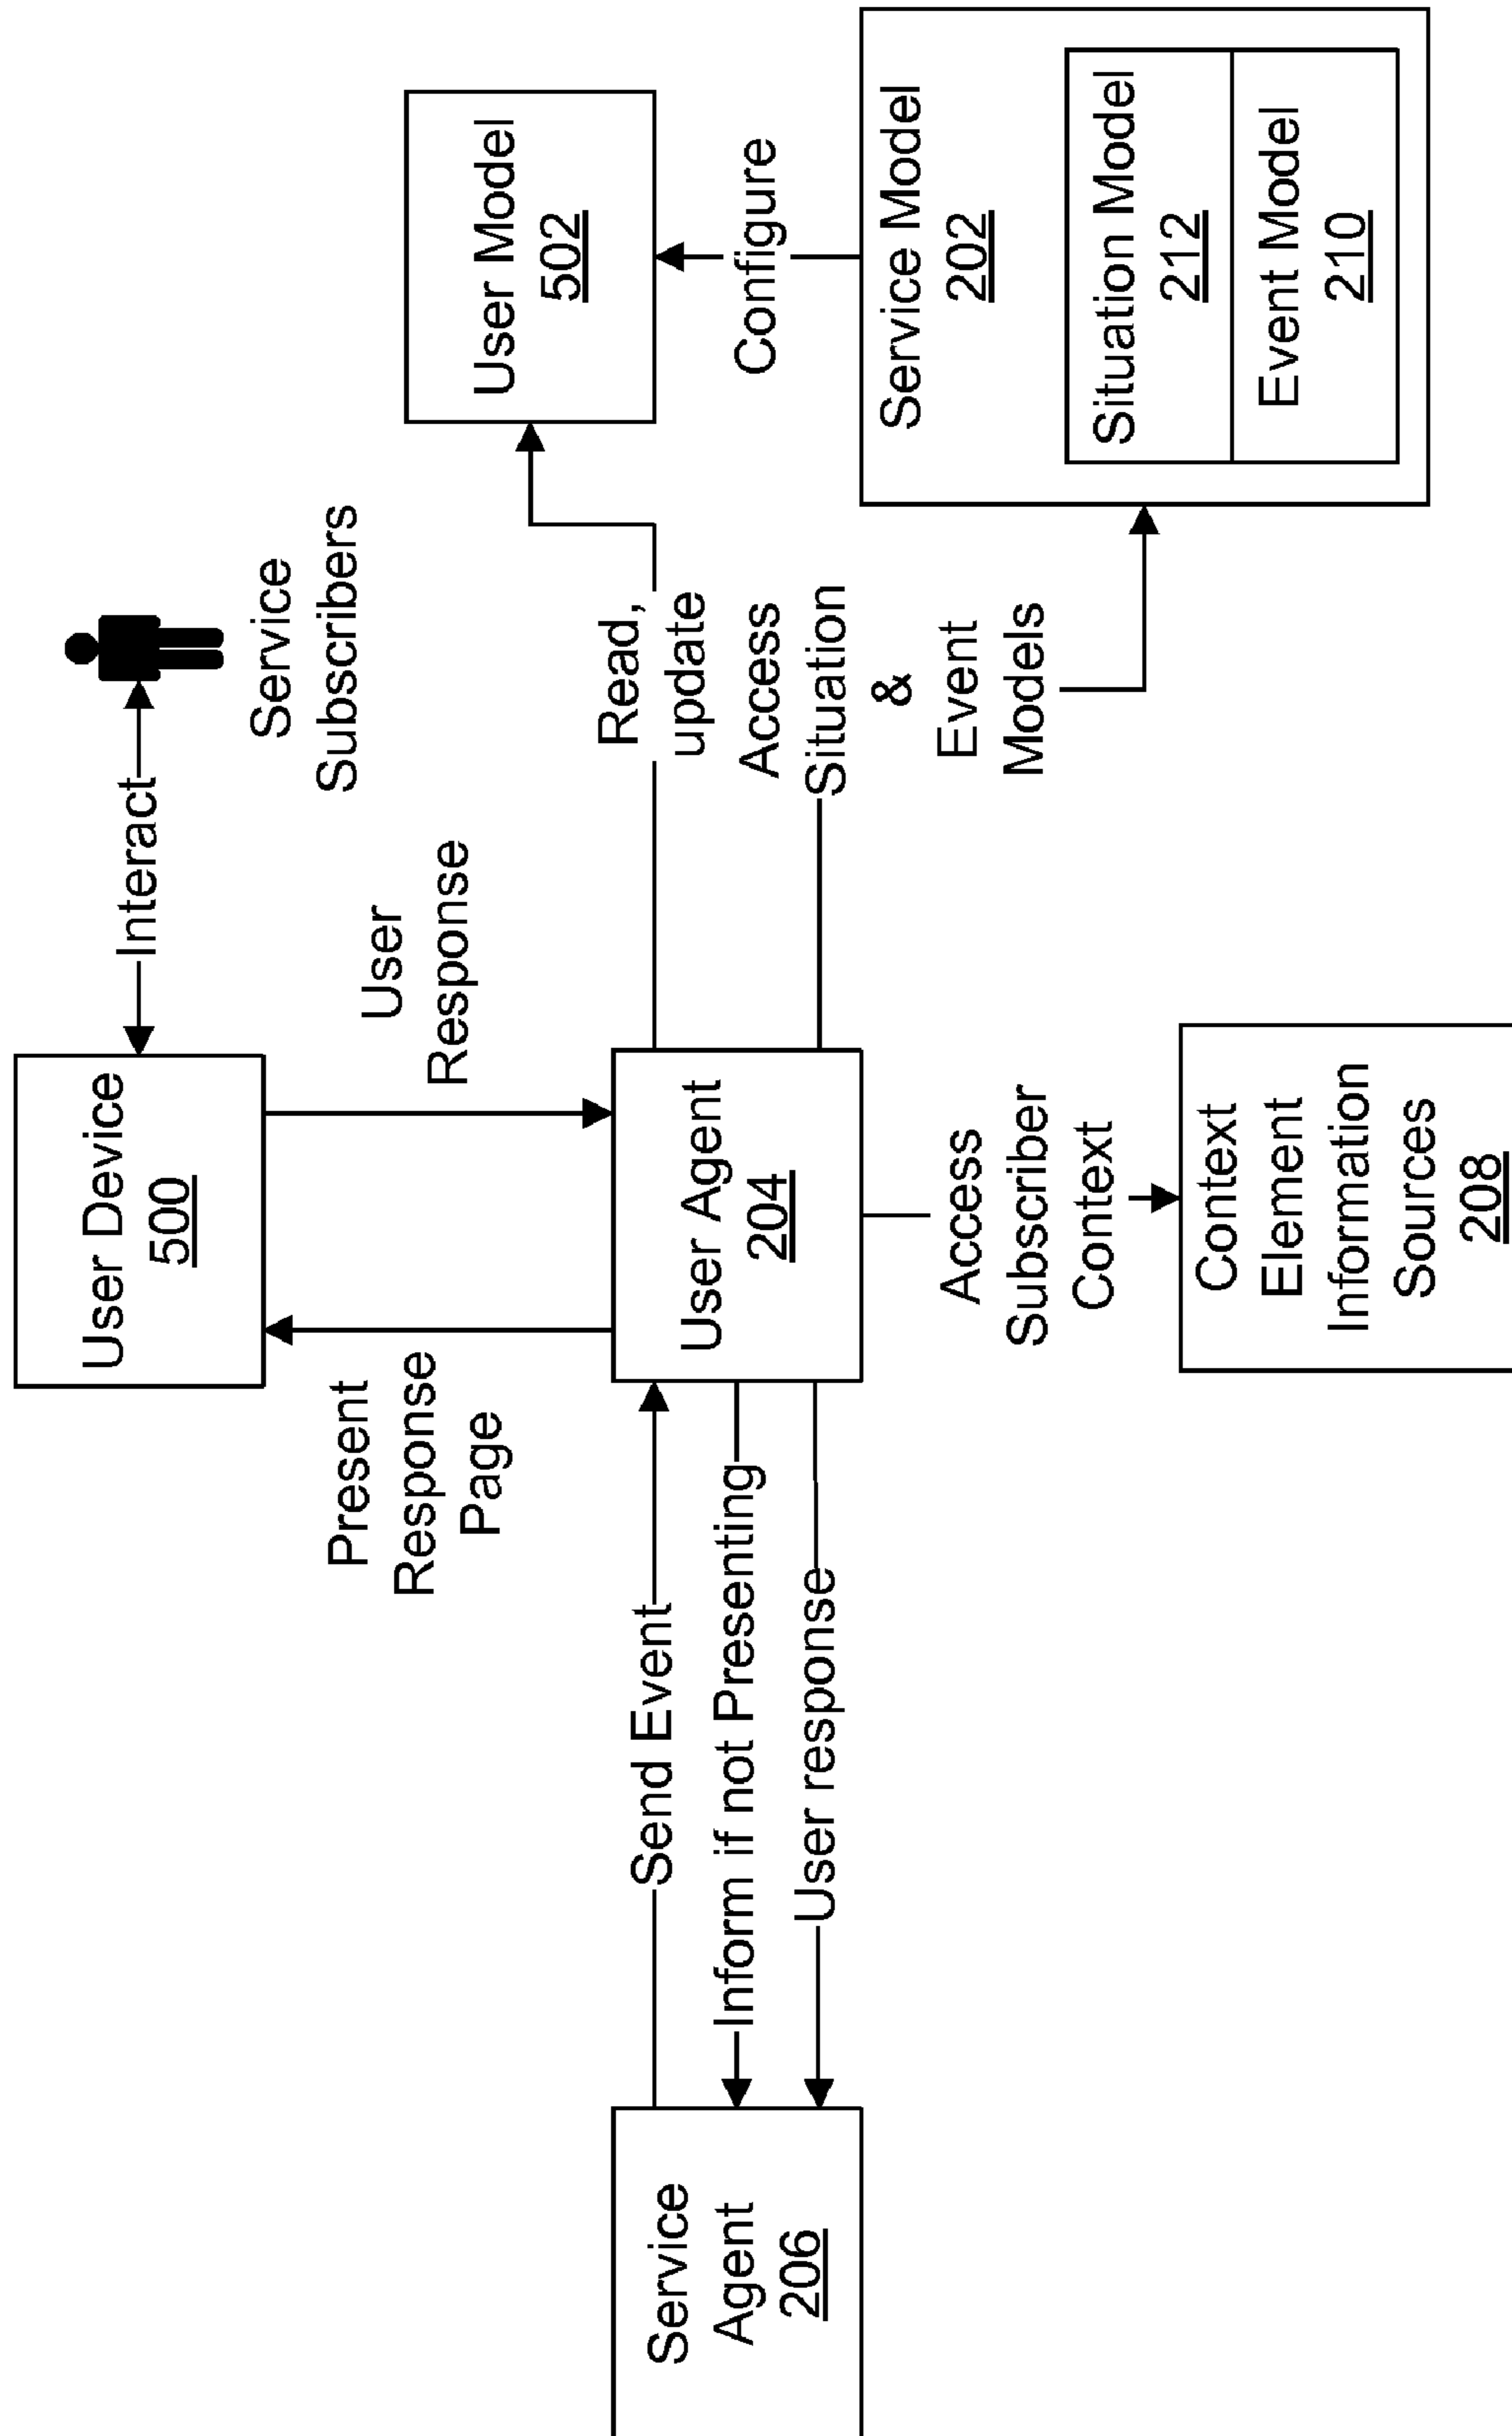 User Device
500
Interact
Service
Subscribers
Present
Response
Page
User
Response
User Model
502
Read,
update
Configure
Service
Agent
206
Send Event
Inform if not Presenting
User response
User Agent
204
Access
Situation
&
Event
Models
Service Model
202
Situation Model
212
Event Model
210
Access
Subscriber
Context
Context
Element
Information
Sources
208